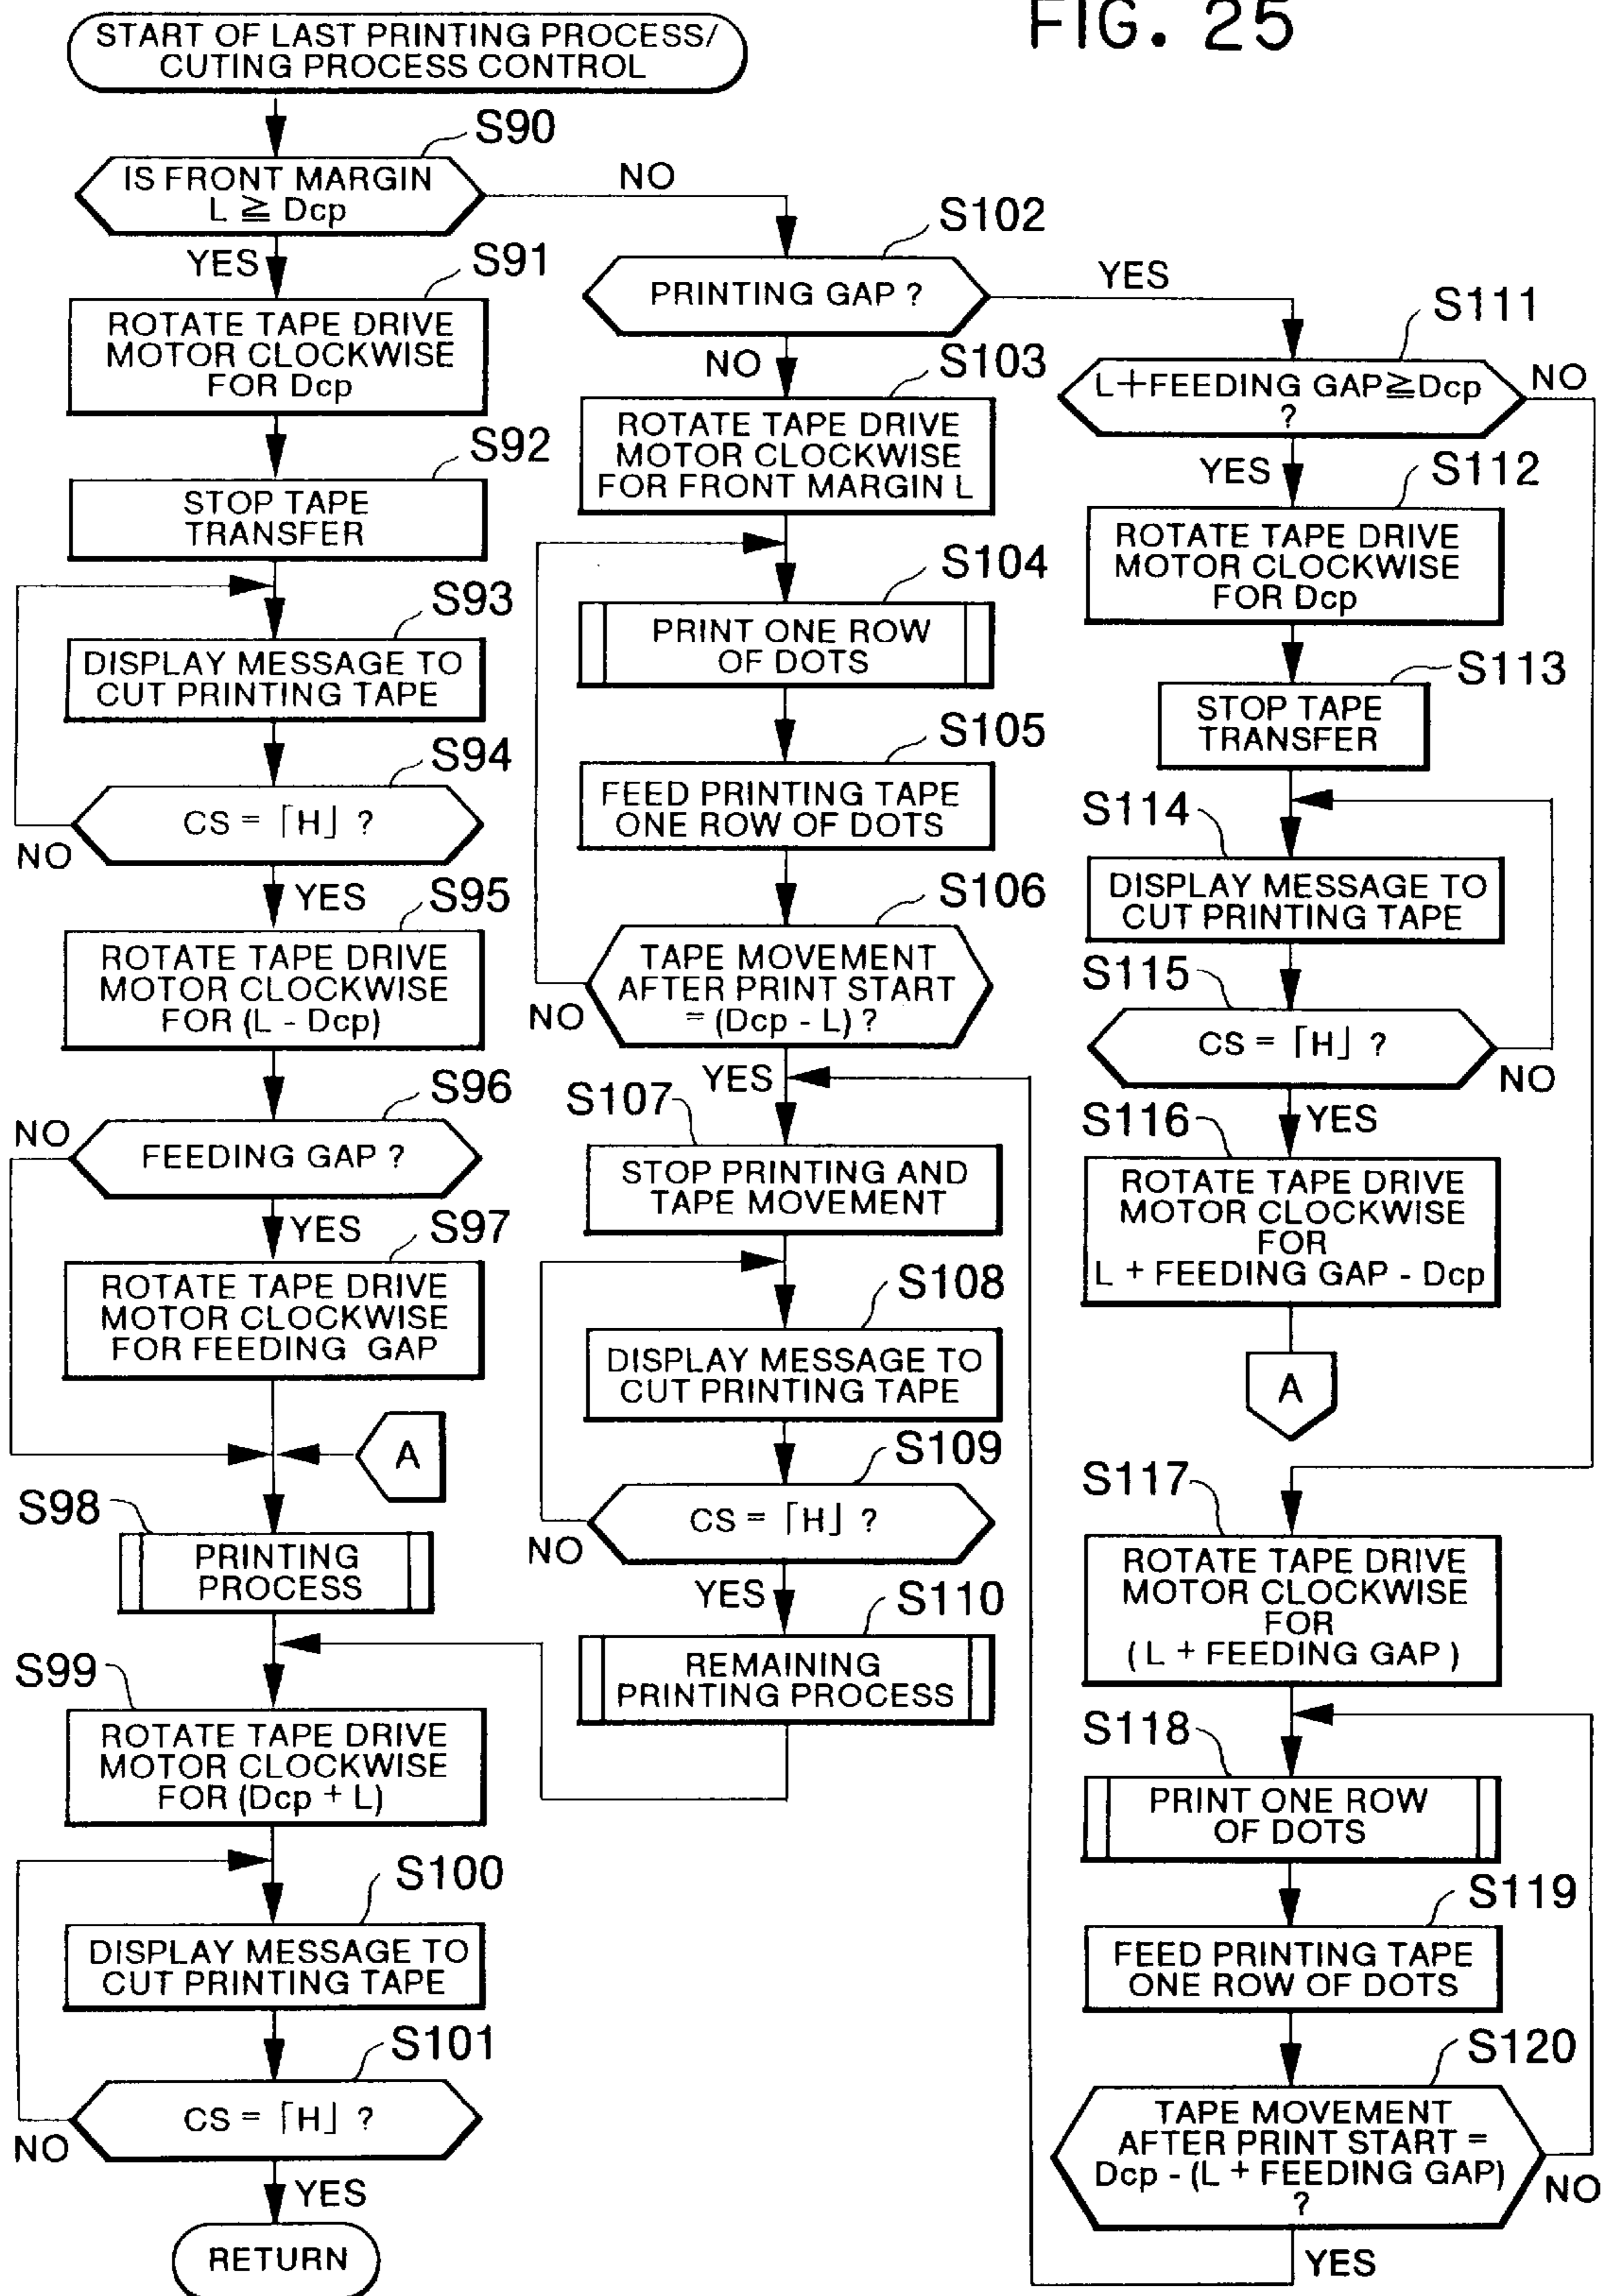 FIG. 25
START OF LAST PRINTING PROCESS/
CUTING PROCESS CONTROL
S90
IS FRONT MARGIN
L ≧ Dcp
NO
YES
S91
ROTATE TAPE DRIVE
MOTOR CLOCKWISE
FOR Dcp
S92
STOP TAPE
TRANSFER
S93
DISPLAY MESSAGE TO
CUT PRINTING TAPE
S94
CS = ⌈H⌋ ?
NO
YES
S95
ROTATE TAPE DRIVE
MOTOR CLOCKWISE
FOR (L - Dcp)
S96
NO
FEEDING GAP ?
YES
S97
ROTATE TAPE DRIVE
MOTOR CLOCKWISE
FOR FEEDING GAP
A
S98
PRINTING
PROCESS
S99
ROTATE TAPE DRIVE
MOTOR CLOCKWISE
FOR (Dcp + L)
S100
DISPLAY MESSAGE TO
CUT PRINTING TAPE
S101
CS = ⌈H⌋ ?
NO
YES
RETURN
S102
PRINTING GAP ?
YES
NO
S103
ROTATE TAPE DRIVE
MOTOR CLOCKWISE
FOR FRONT MARGIN L
S104
PRINT ONE ROW
OF DOTS
S105
FEED PRINTING TAPE
ONE ROW OF DOTS
S106
TAPE MOVEMENT
AFTER PRINT START
= (Dcp - L) ?
NO
YES
S107
STOP PRINTING AND
TAPE MOVEMENT
S108
DISPLAY MESSAGE TO
CUT PRINTING TAPE
S109
CS = ⌈H⌋ ?
NO
YES
S110
REMAINING
PRINTING PROCESS
S111
L+FEEDING GAP≧Dcp
?
NO
YES
S112
ROTATE TAPE DRIVE
MOTOR CLOCKWISE
FOR Dcp
S113
STOP TAPE
TRANSFER
S114
DISPLAY MESSAGE TO
CUT PRINTING TAPE
S115
CS = ⌈H⌋ ?
NO
YES
S116
ROTATE TAPE DRIVE
MOTOR CLOCKWISE
FOR
L + FEEDING GAP - Dcp
A
S117
ROTATE TAPE DRIVE
MOTOR CLOCKWISE
FOR
( L + FEEDING GAP )
S118
PRINT ONE ROW
OF DOTS
S119
FEED PRINTING TAPE
ONE ROW OF DOTS
S120
TAPE MOVEMENT
AFTER PRINT START =
Dcp - (L + FEEDING GAP)
?
NO
YES